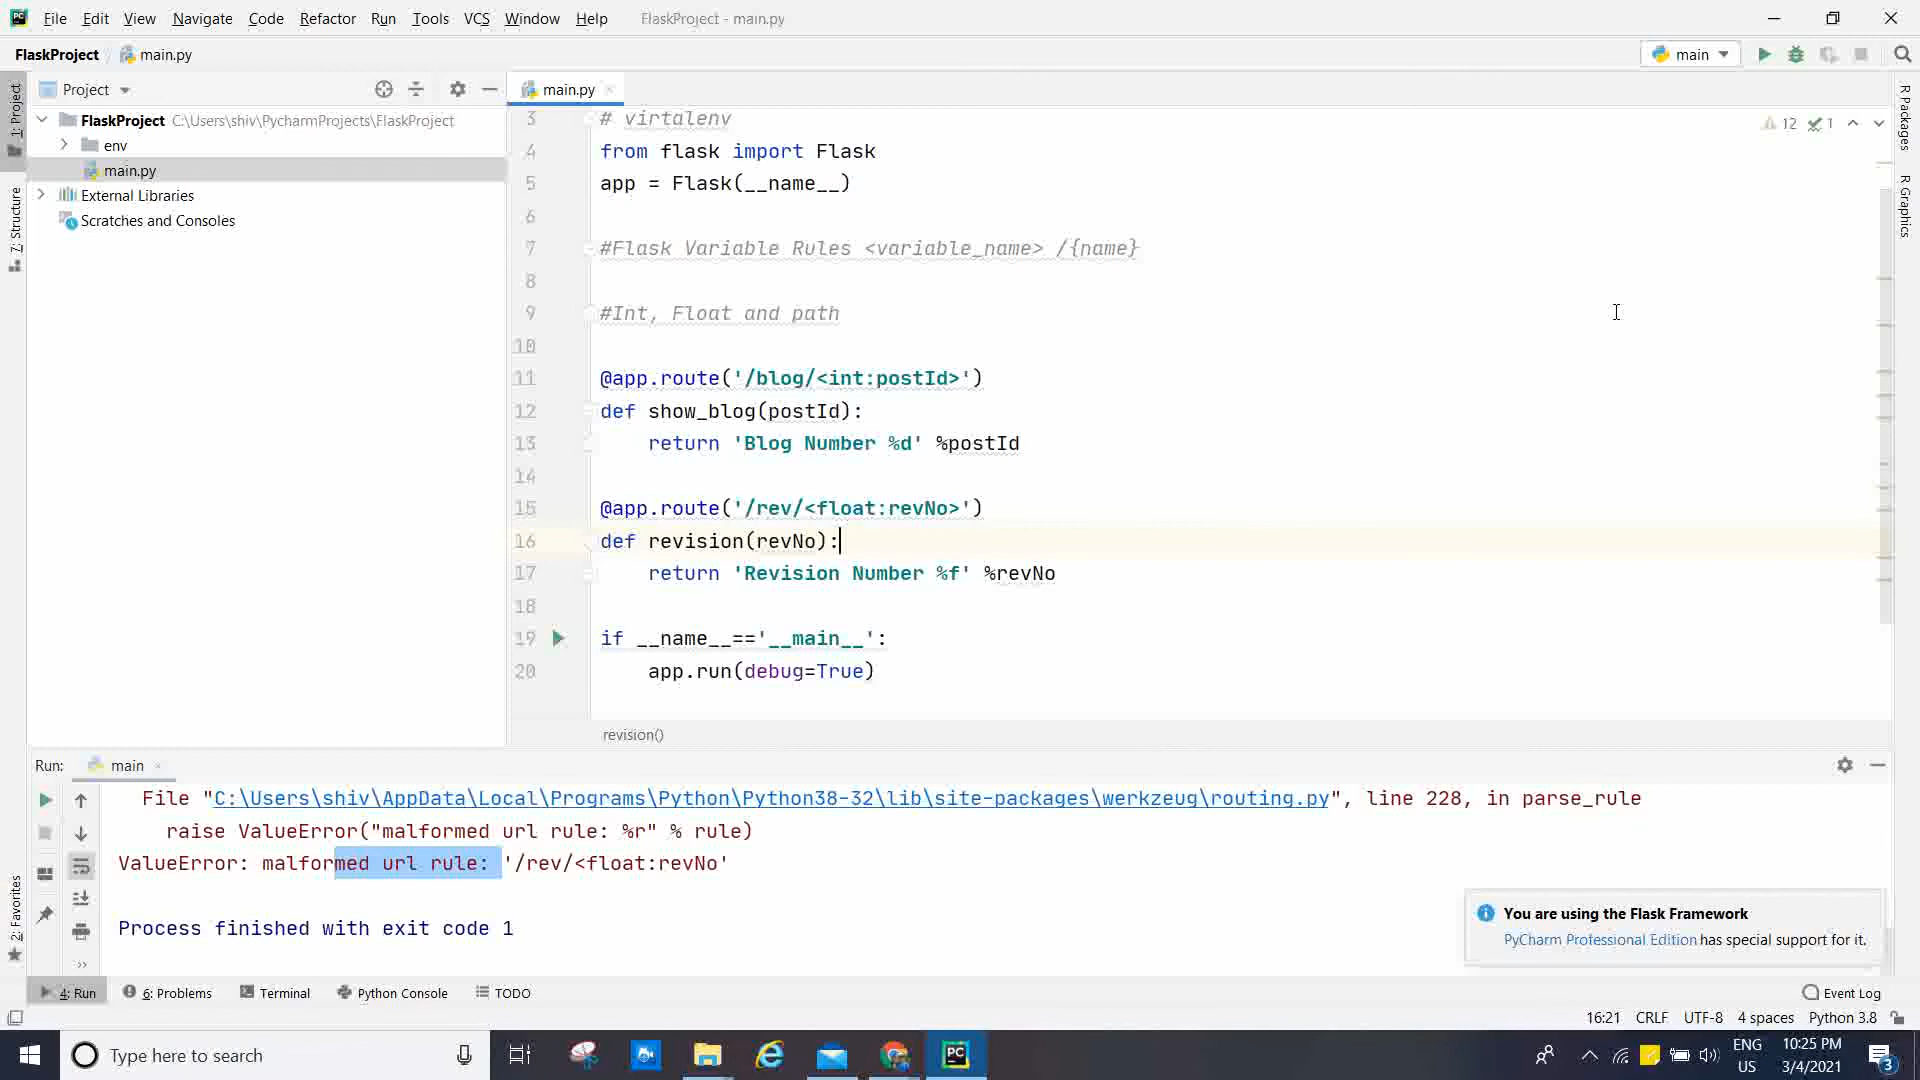 File Edit View Navigate Code Refactor Run Tools VCS Window Help FlaskProject - main.py
FlaskProject main.py main
1: Project
7: Structure
2: Favorites
R Packages
R Graphics
Project
FlaskProject C:\Users\shiv\PycharmProjects\FlaskProject
env
main.py
External Libraries
Scratches and Consoles
main.py
12 1
3 # virtalenv
4 from flask import Flask
5 app = Flask(__name__)
6
7 #Flask Variable Rules <variable_name> /{name}
8
9 #Int, Float and path
10
11 @app.route('/blog/<int:postId>')
12 def show_blog(postId):
13 return 'Blog Number %d' %postId
14
15 @app.route('/rev/<float:revNo>')
16 def revision(revNo):
17 return 'Revision Number %f' %revNo
18
19 if __name__=='__main__':
20 app.run(debug=True)
revision()
Run: main
File "C:\Users\shiv\AppData\Local\Programs\Python\Python38-32\lib\site-packages\werkzeug\routing.py", line 228, in parse_rule
raise ValueError("malformed url rule: %r" % rule)
ValueError: malformed url rule: '/rev/<float:revNo'
Process finished with exit code 1
You are using the Flask Framework
PyCharm Professional Edition has special support for it.
4: Run 6: Problems Terminal Python Console TODO Event Log
16:21 CRLF UTF-8 4 spaces Python 3.8
PC
Type here to search
ENG
US
10:25 PM
3/4/2021
3